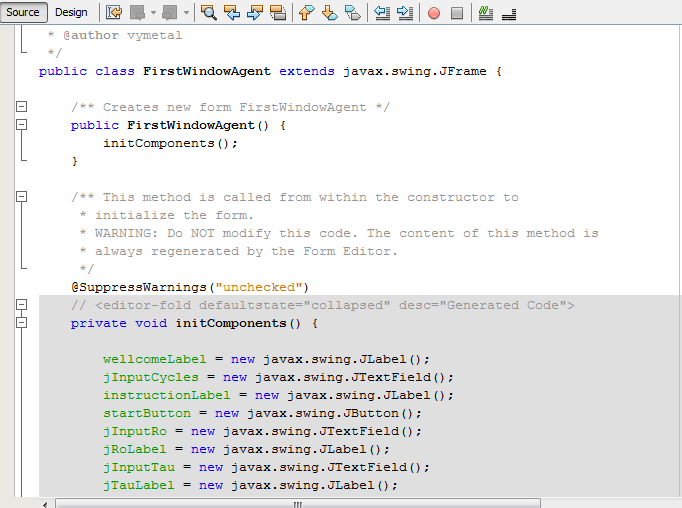 Source Design
 * @author vymetal
 */
public class FirstWindowAgent extends javax.swing.JFrame {
    /** Creates new form FirstWindowAgent */
    public FirstWindowAgent() {
        initComponents();
    }
    /** This method is called from within the constructor to
     * initialize the form.
     * WARNING: Do NOT modify this code. The content of this method is
     * always regenerated by the Form Editor.
     */
    @SuppressWarnings("unchecked")
    // <editor-fold defaultstate="collapsed" desc="Generated Code">
    private void initComponents() {
        wellcomeLabel = new javax.swing.JLabel();
        jInputCycles = new javax.swing.JTextField();
        instructionLabel = new javax.swing.JLabel();
        startButton = new javax.swing.JButton();
        jInputRo = new javax.swing.JTextField();
        jRoLabel = new javax.swing.JLabel();
        jInputTau = new javax.swing.JTextField();
        jTauLabel = new javax.swing.JLabel();